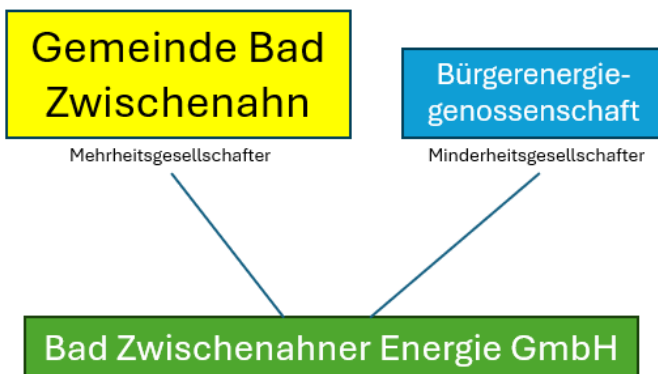 Gemeinde Bad
Zwischenahn
Bürgerenergie-
genossenschaft
Mehrheitsgesellschafter
Minderheitsgesellschafter
Bad Zwischenahner Energie GmbH